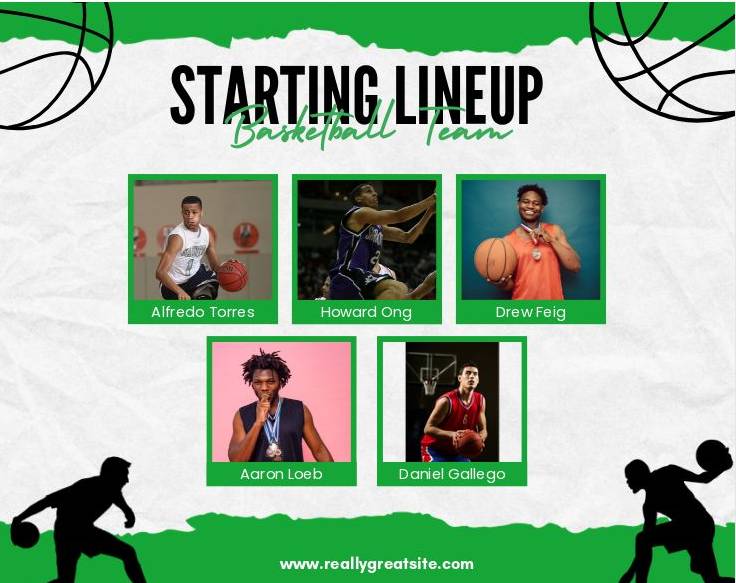 STARTING LINEUP
Basketball Team
Alfredo Torres
Howard Ong
Drew Feig
Aaron Loeb
Daniel Gallego
www.reallygreatsite.com